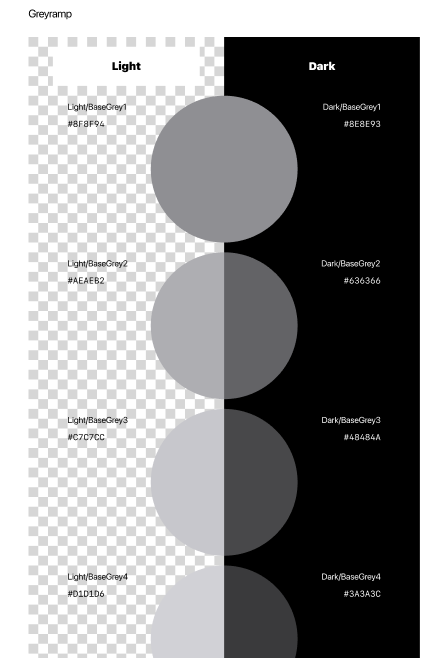 Greyramp
Light
Dark
Light/BaseGrey1
#8F8F94
Dark/BaseGrey1
#8E8E93
Light/BaseGrey2
#AEAEB2
Dark/BaseGrey2
#636366
Light/BaseGrey3
#C7C7CC
Dark/BaseGrey3
#48484A
Light/BaseGrey4
#D1D1D6
Dark/BaseGrey4
#3A3A3C